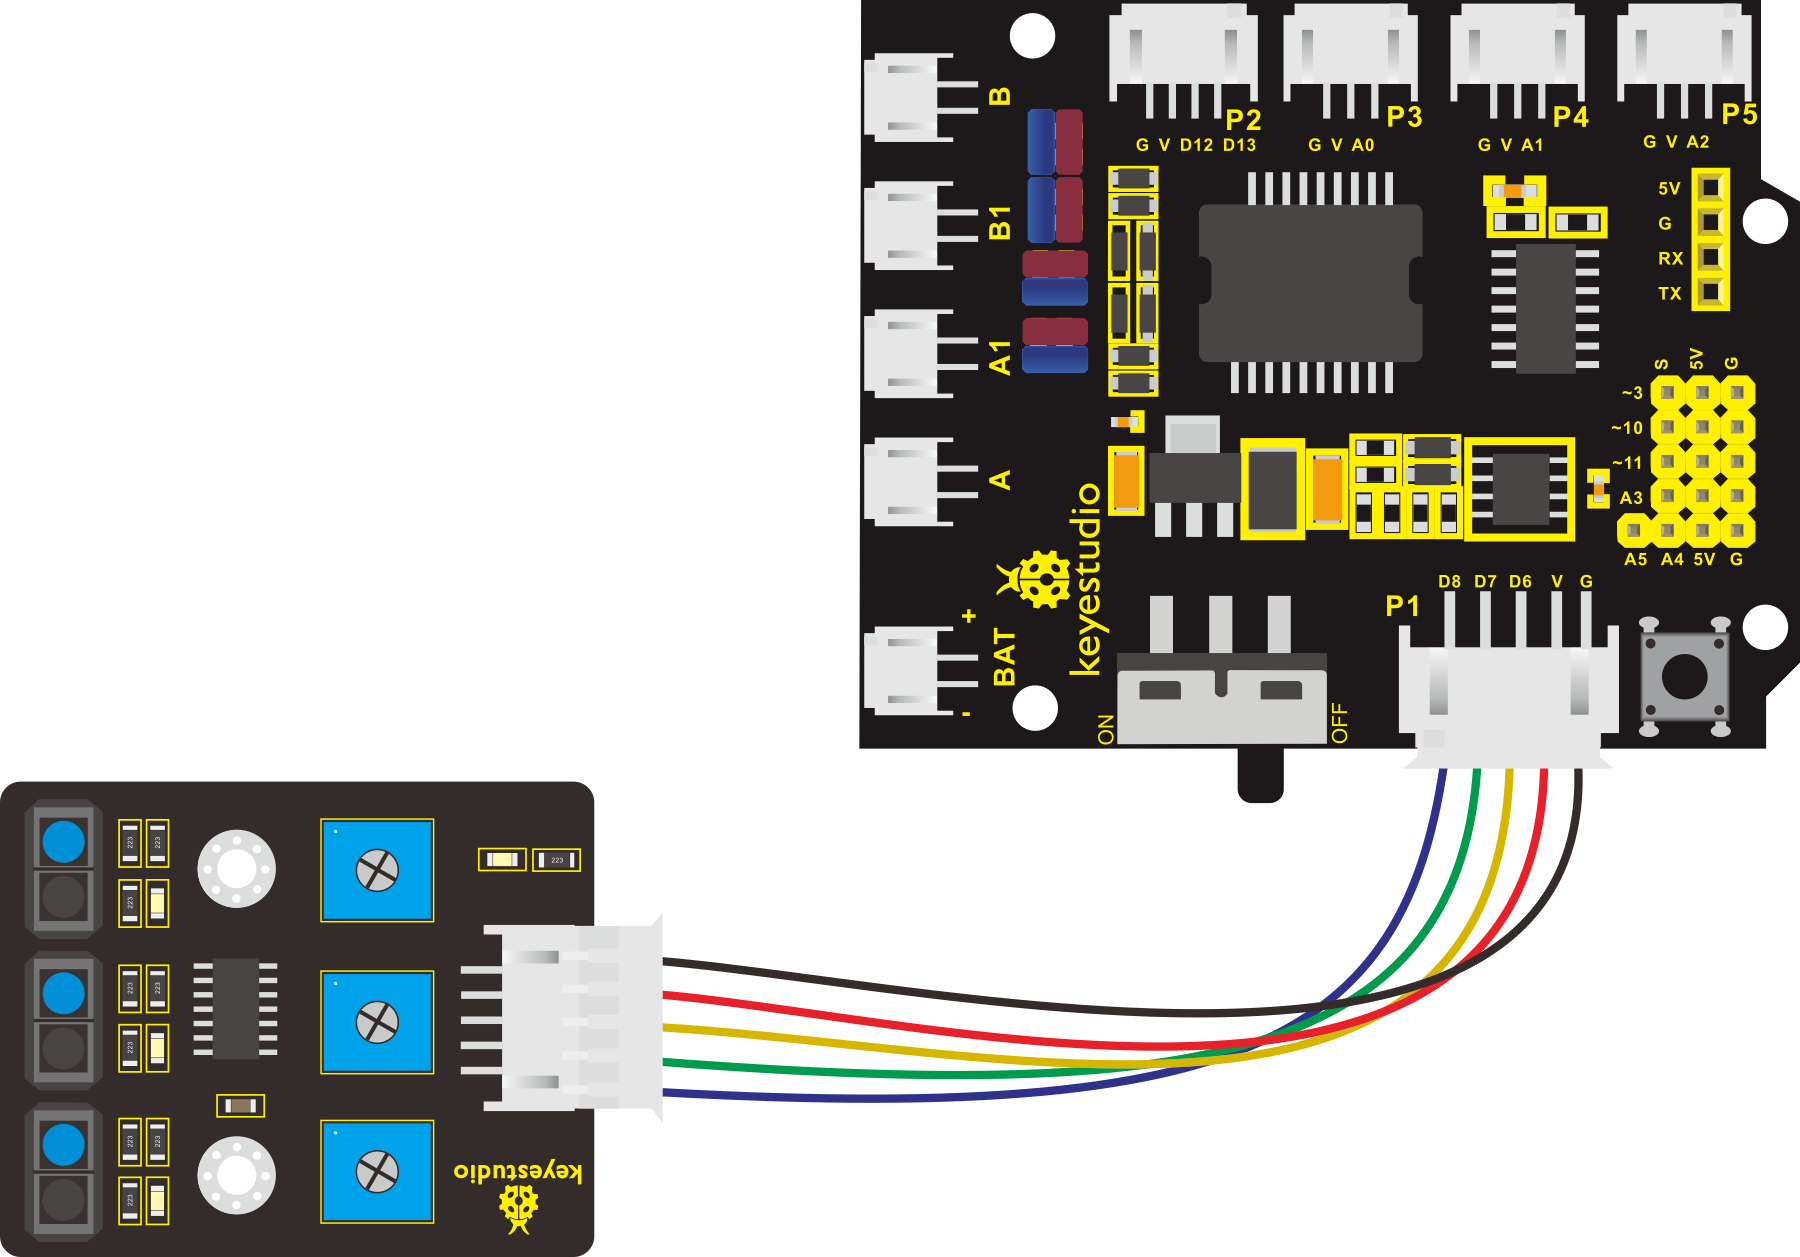 B
B1
A1
A
+
BAT
-
P2
G V D12 D13
P3
G V A0
P4
G V A1
P5
G V A2
5V
G
RX
TX
S 5V G
~3
~10
~11
A3
A5 A4 5V G
keyestudio
ON
OFF
P1
D8 D7 D6 V G
223 223
223
223
223 223
223
223 223
223
keyestudio